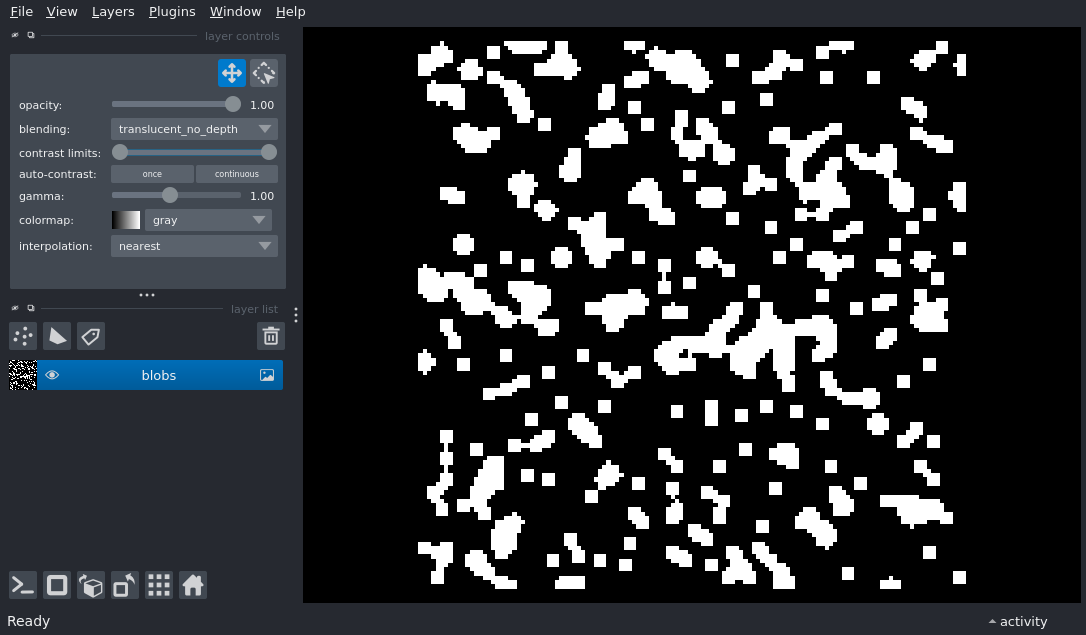 File View Layers Plugins Window Help
layer controls
opacity: 1.00
blending: translucent_no_depth
contrast limits:
auto-contrast: once continuous
gamma: 1.00
colormap: gray
interpolation: nearest
layer list
blobs
Ready activity